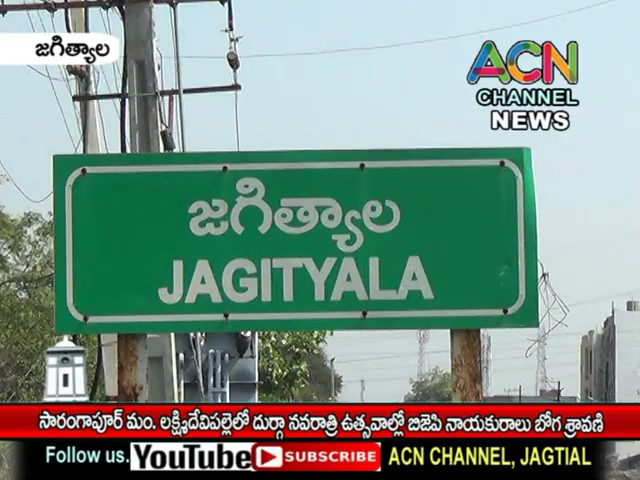 జగిత్యాల
ACN
CHANNEL
NEWS
జగిత్యాల
JAGITYALA
సారంగాపూర్ మం. లక్ష్మిదేవిపల్లెలో దుర్గా నవరాత్రి ఉత్సవాల్లో బిజెపి నాయకురాలు బోగ శ్రావణి
Follow us. YouTube SUBSCRIBE ACN CHANNEL, JAGTIAL